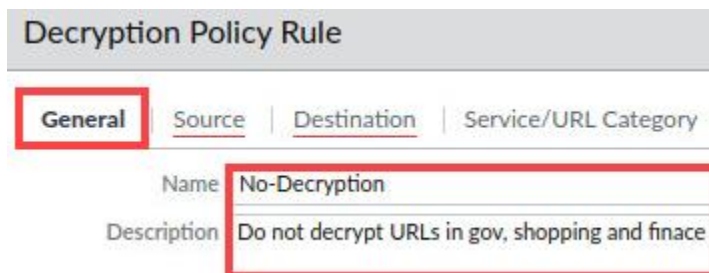 Decryption Policy Rule
General | Source | Destination | Service/URL Category
Name No-Decryption
Description Do not decrypt URLs in gov, shopping and finace